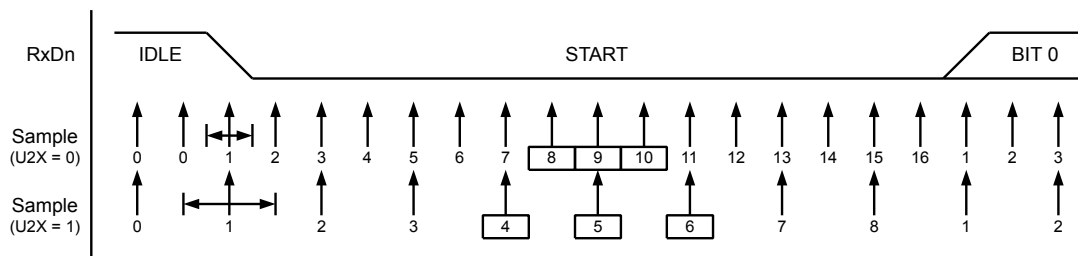 RxDn IDLE START BIT 0
Sample
(U2X = 0) 0 0 1 2 3 4 5 6 7 8 9 10 11 12 13 14 15 16 1 2 3
Sample
(U2X = 1) 0 1 2 3 4 5 6 7 8 1 2